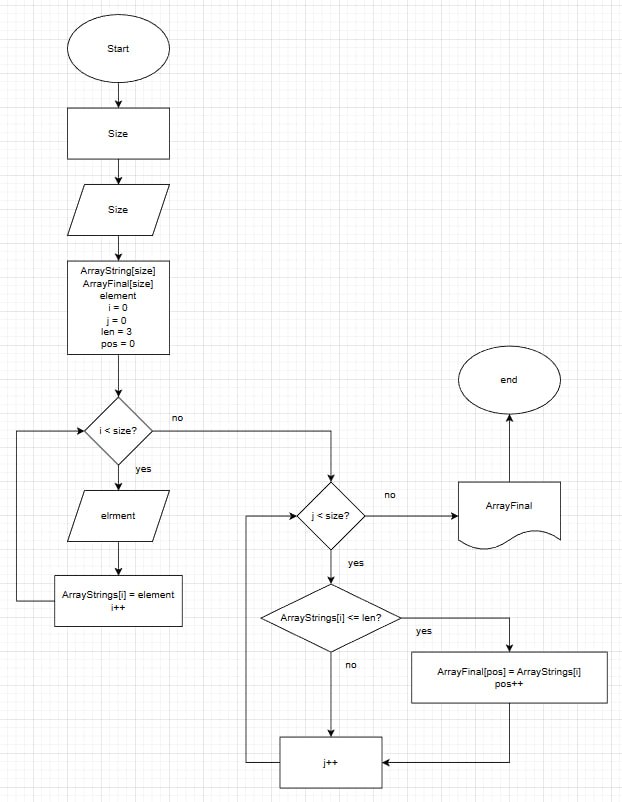 Start
Size
Size
ArrayString[size]
ArrayFinal[size]
element
i = 0
j = 0
len = 3
pos = 0
i < size?
no
yes
elrment
ArrayStrings[i] = element
i++
j < size?
no
yes
ArrayFinal
end
ArrayStrings[i] <= len?
yes
no
ArrayFinal[pos] = ArrayStrings[i]
pos++
j++